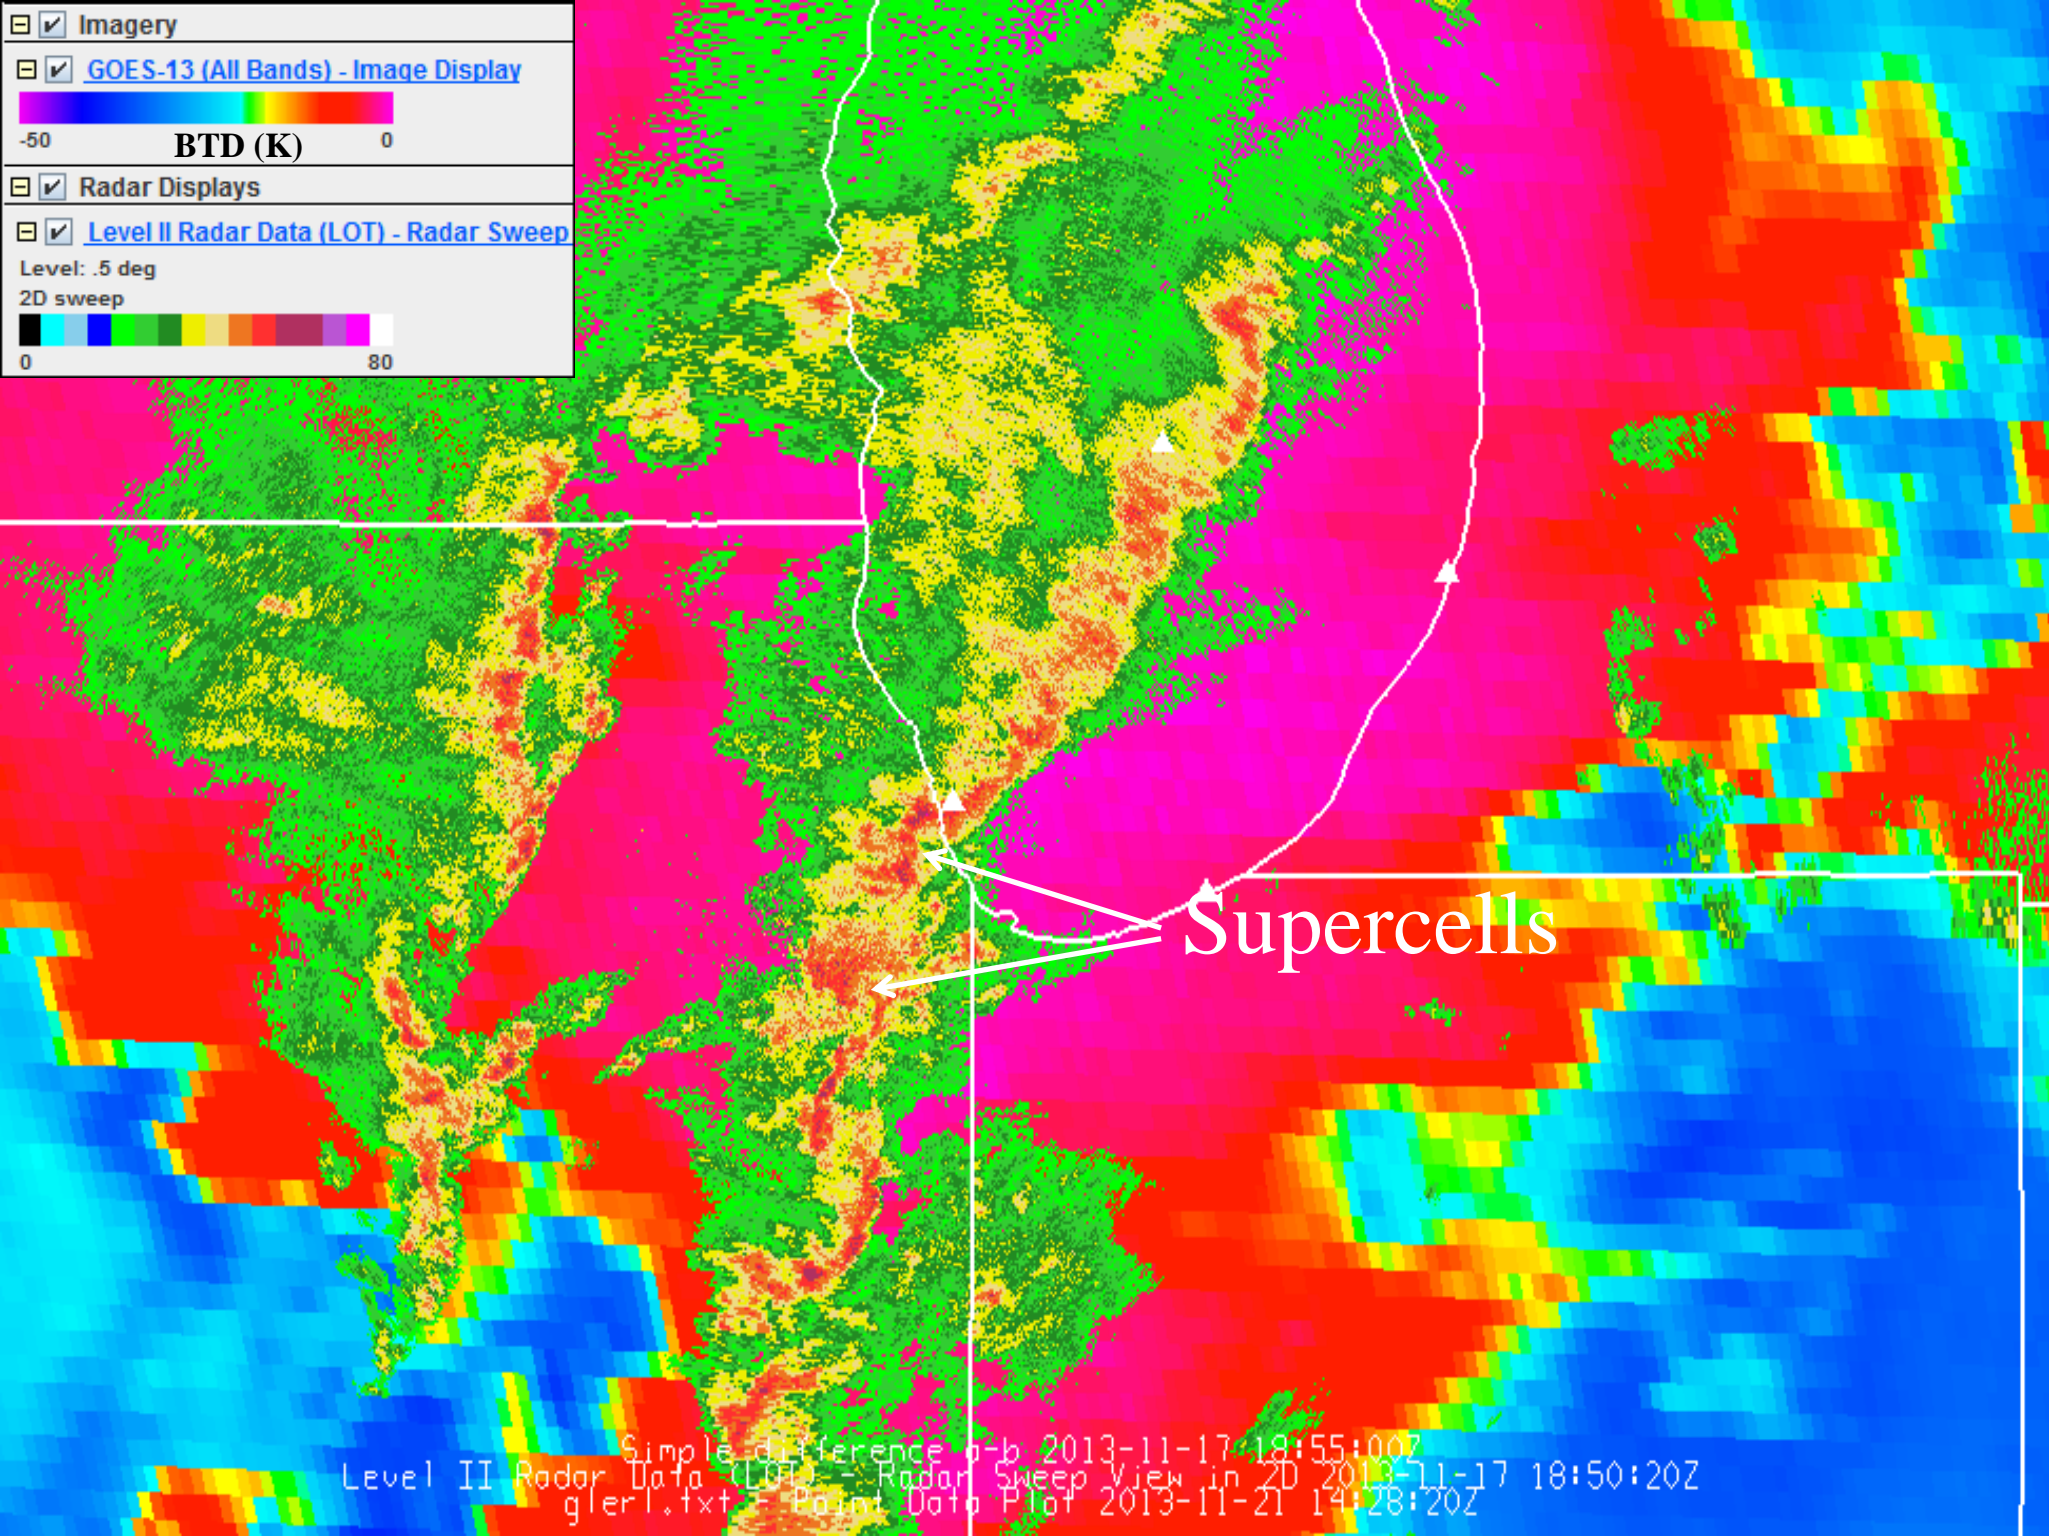 Imagery
GOES-13 (All Bands) - Image Display
-50 BTD (K) 0
Radar Displays
Level II Radar Data (LOT) - Radar Sweep
Level: .5 deg
2D sweep
0 80
Supercells
Simple difference a-b 2013-11-17 18:55:00Z
Level II Radar Data (LOT) - Radar Sweep View in 2D 2013-11-17 18:50:20Z
glerl.txt - Point Data Plot 2013-11-21 14:28:20Z